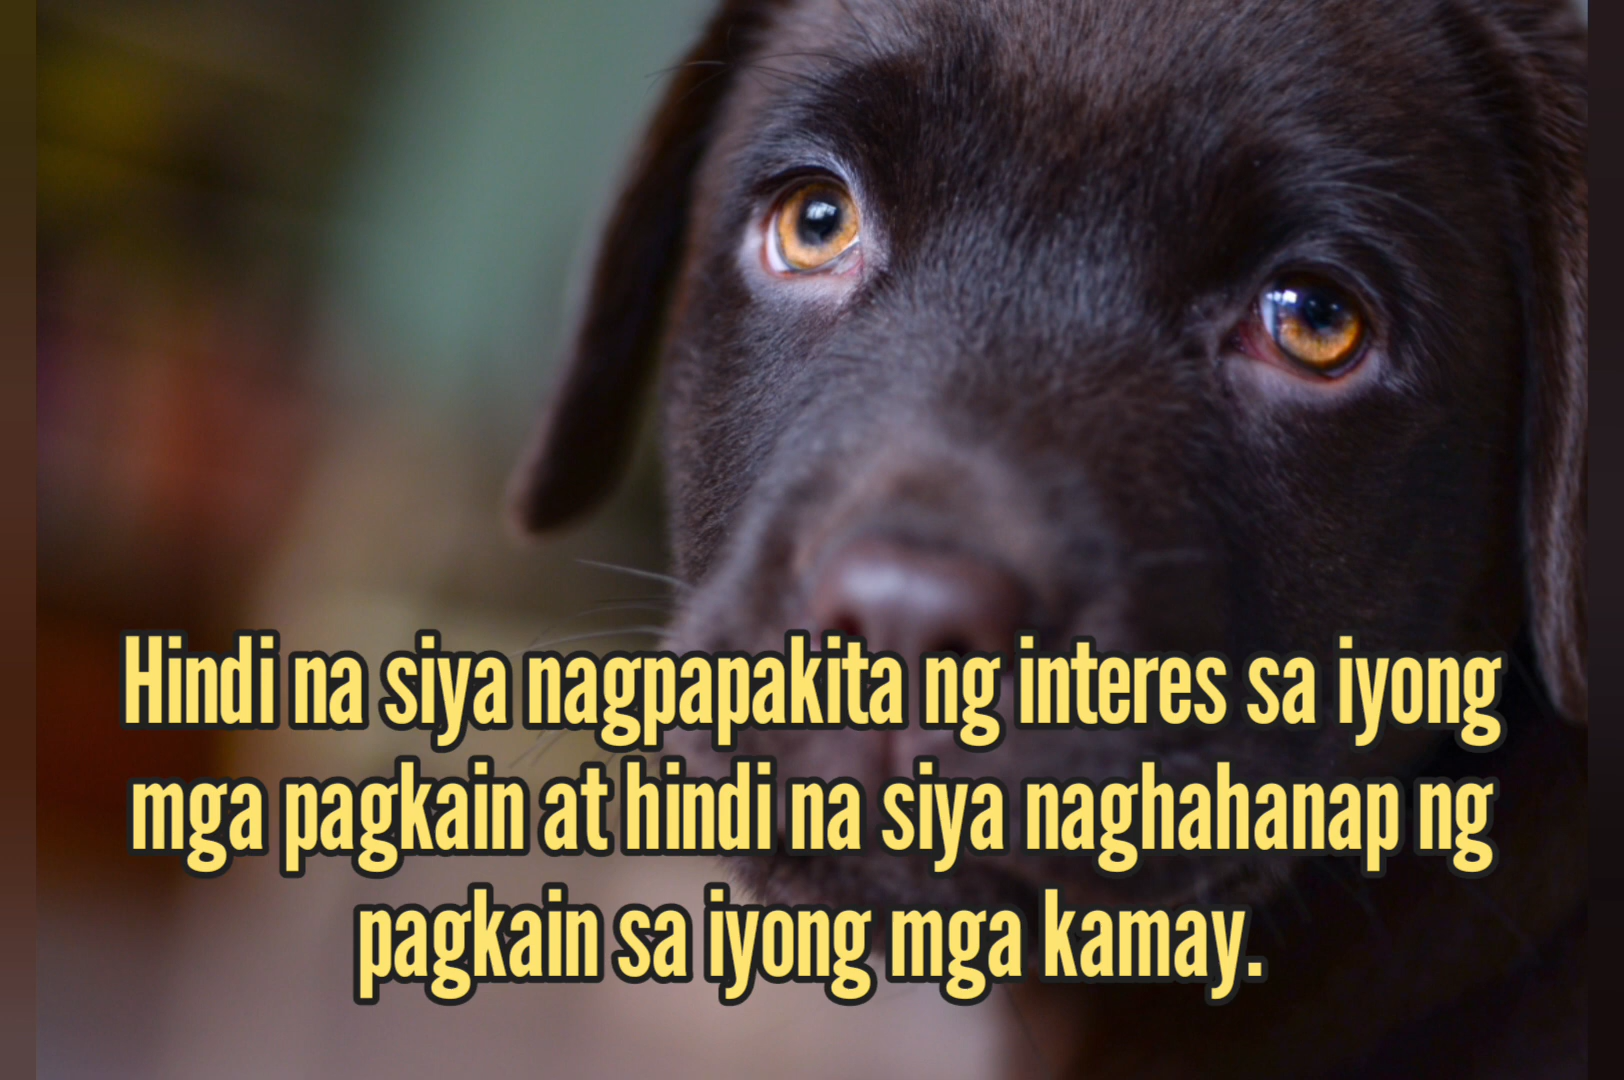 Hindi na siya nagpapakita ng interes sa iyong
mga pagkain at hindi na siya naghahanap ng
pagkain sa iyong mga kamay.